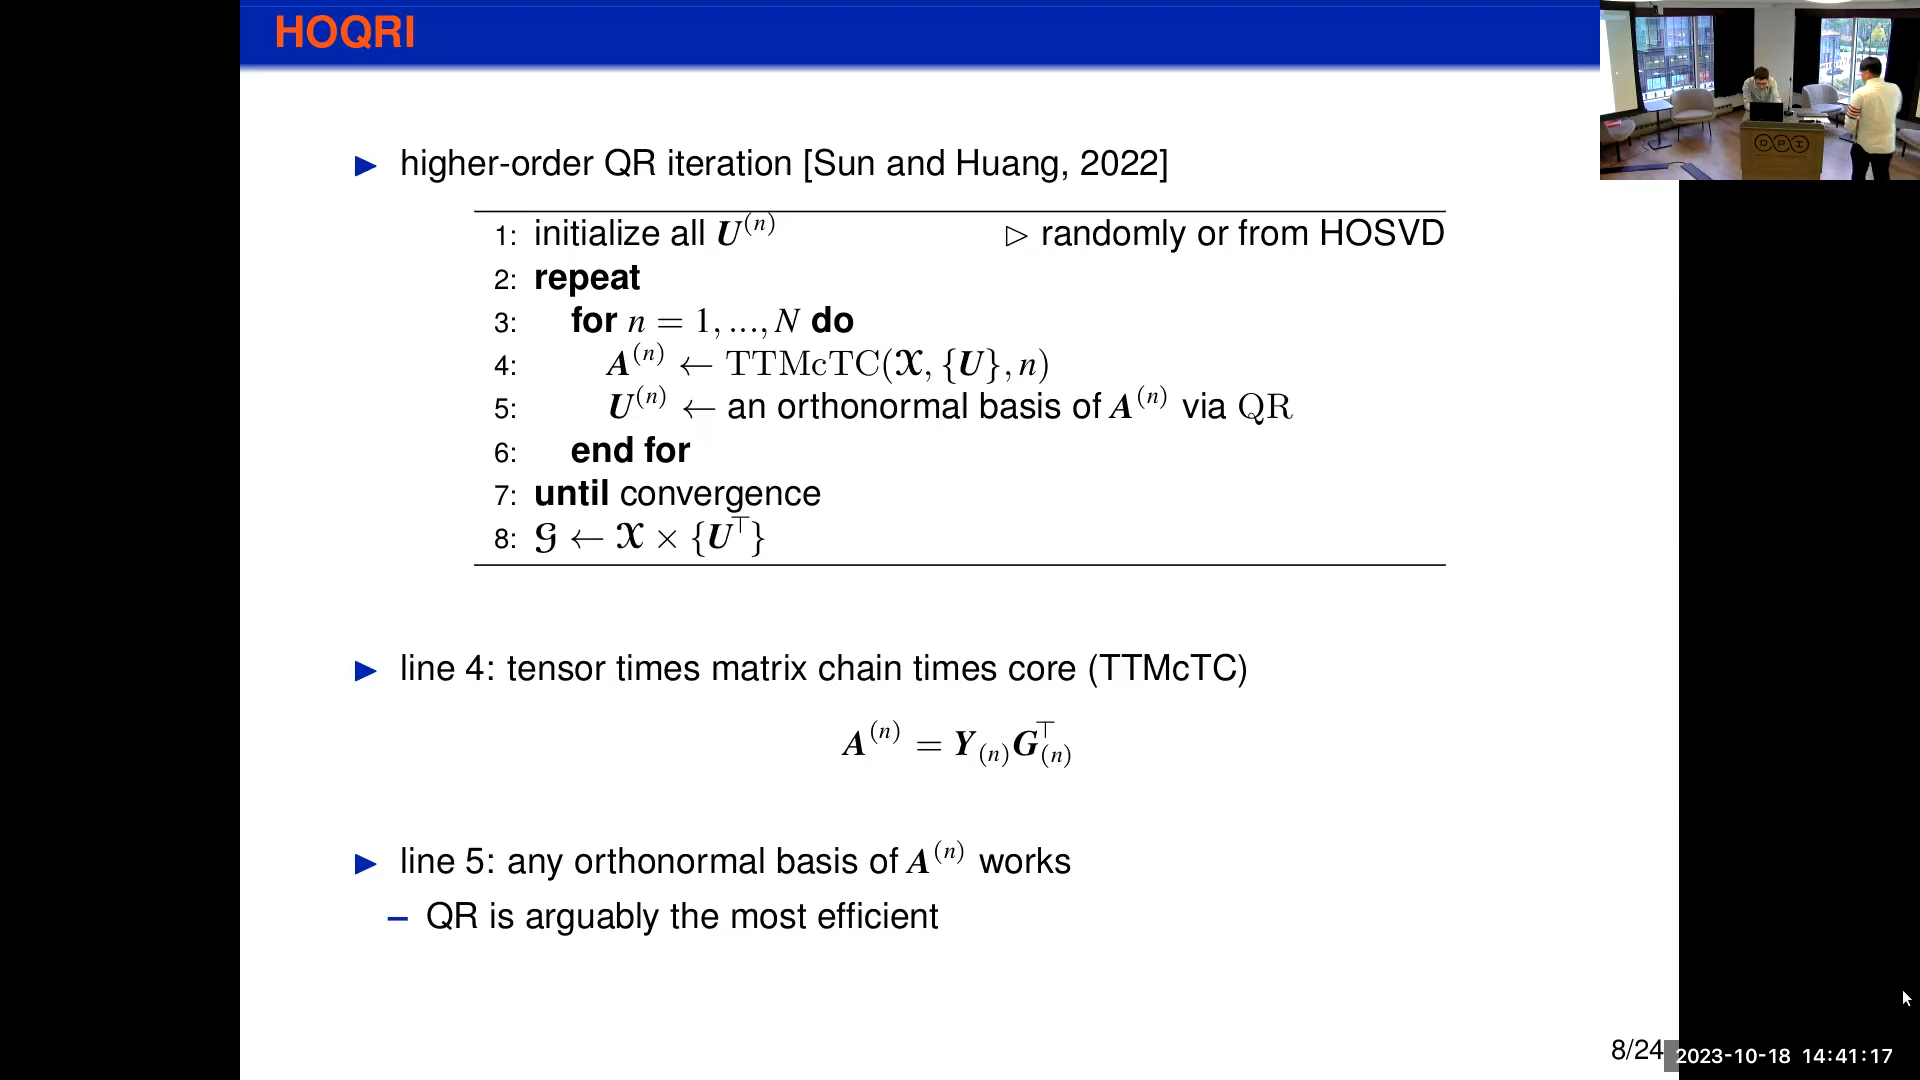 HOQRI
▶ higher-order QR iteration [Sun and Huang, 2022]
1: initialize all U^(n) ▷ randomly or from HOSVD
2: repeat
3: for n = 1, ..., N do
4: A^(n) ← TTMcTC(𝒳, {U}, n)
5: U^(n) ← an orthonormal basis of A^(n) via QR
6: end for
7: until convergence
8: 𝒢 ← 𝒳 × {U^⊤}
▶ line 4: tensor times matrix chain times core (TTMcTC)
A^(n) = Y_(n) G_(n)^⊤
▶ line 5: any orthonormal basis of A^(n) works
– QR is arguably the most efficient
8/24
2023-10-18 14:41:17
DPI